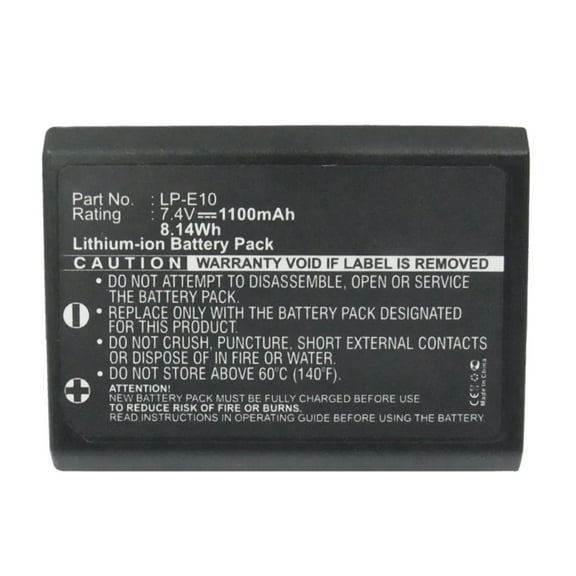 Part No. : LP-E10
Rating : 7.4V⎓1100mAh
8.14Wh
Lithium-ion Battery Pack
CAUTION WARRANTY VOID IF LABEL IS REMOVED
• DO NOT ATTEMPT TO DISASSEMBLE, OPEN OR SERVICE
THE BATTERY PACK.
• REPLACE ONLY WITH THE BATTERY PACK DESIGNATED
FOR THIS PRODUCT.
• DO NOT CRUSH, PUNCTURE, SHORT EXTERNAL CONTACTS
OR DISPOSE OF IN FIRE OR WATER.
• DO NOT STORE ABOVE 60°C (140°F).
ATTENTION!
NEW BATTERY PACK MUST BE FULLY CHARGED BEFORE USE
TO REDUCE RISK OF FIRE OR BURNS.
READ INSTRUCTIONS IN OPERATING GUIDE BEFORE USING THE BATTERY.
CE
Made in China